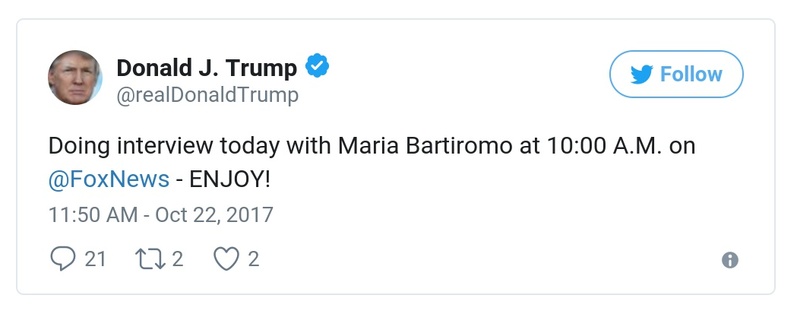 Donald J. Trump
@realDonaldTrump
Follow
Doing interview today with Maria Bartiromo at 10:00 A.M. on
@FoxNews - ENJOY!
11:50 AM - Oct 22, 2017
21 2 2